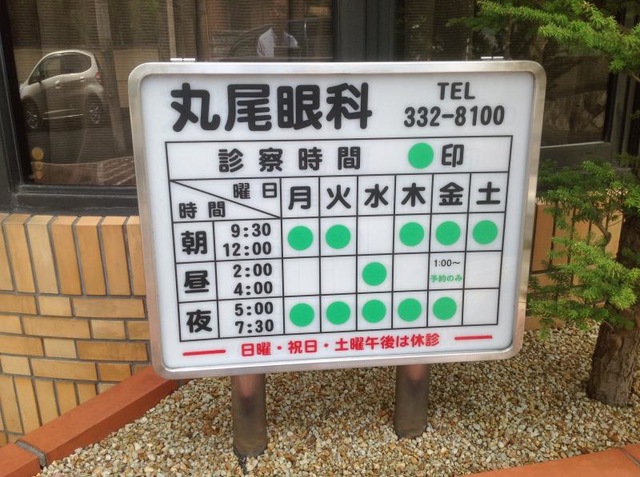 丸尾眼科
TEL
332-8100
診察時間 ●印
曜日 月 火 水 木 金 土
時間
朝 9:30 12:00 ● ● ● ● ●
昼 2:00 4:00 ● 1:00～ 予約のみ
夜 5:00 7:30 ● ● ● ● ●
日曜・祝日・土曜午後は休診